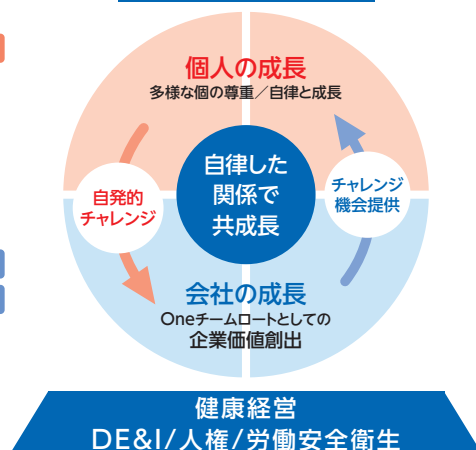 個人の成長
多様な個の尊重／自律と成長
自律した
関係で
共成長
自発的
チャレンジ
チャレンジ
機会提供
会社の成長
Oneチームロートとしての
企業価値創出
健康経営
DE&I/人権/労働安全衛生